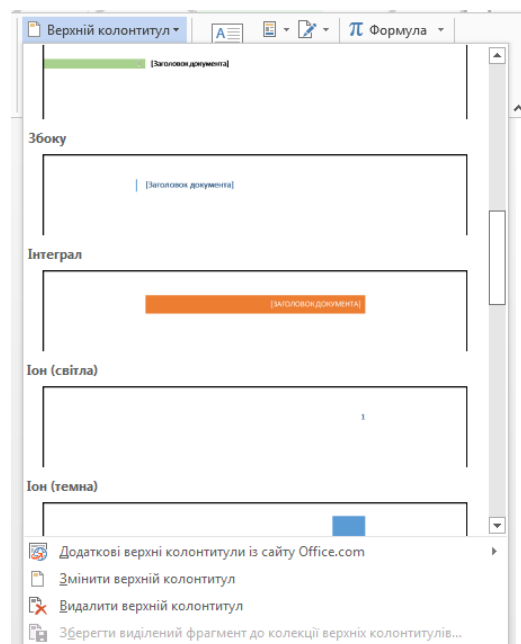 Верхній колонтитул
A
π Формула
[Заголовок документа]
Збоку
[Заголовок документа]
Інтеграл
[ЗАГОЛОВОК ДОКУМЕНТА]
Іон (світла)
1
Іон (темна)
Додаткові верхні колонтитули із сайту Office.com
Змінити верхній колонтитул
Видалити верхній колонтитул
Зберегти виділений фрагмент до колекції верхніх колонтитулів...